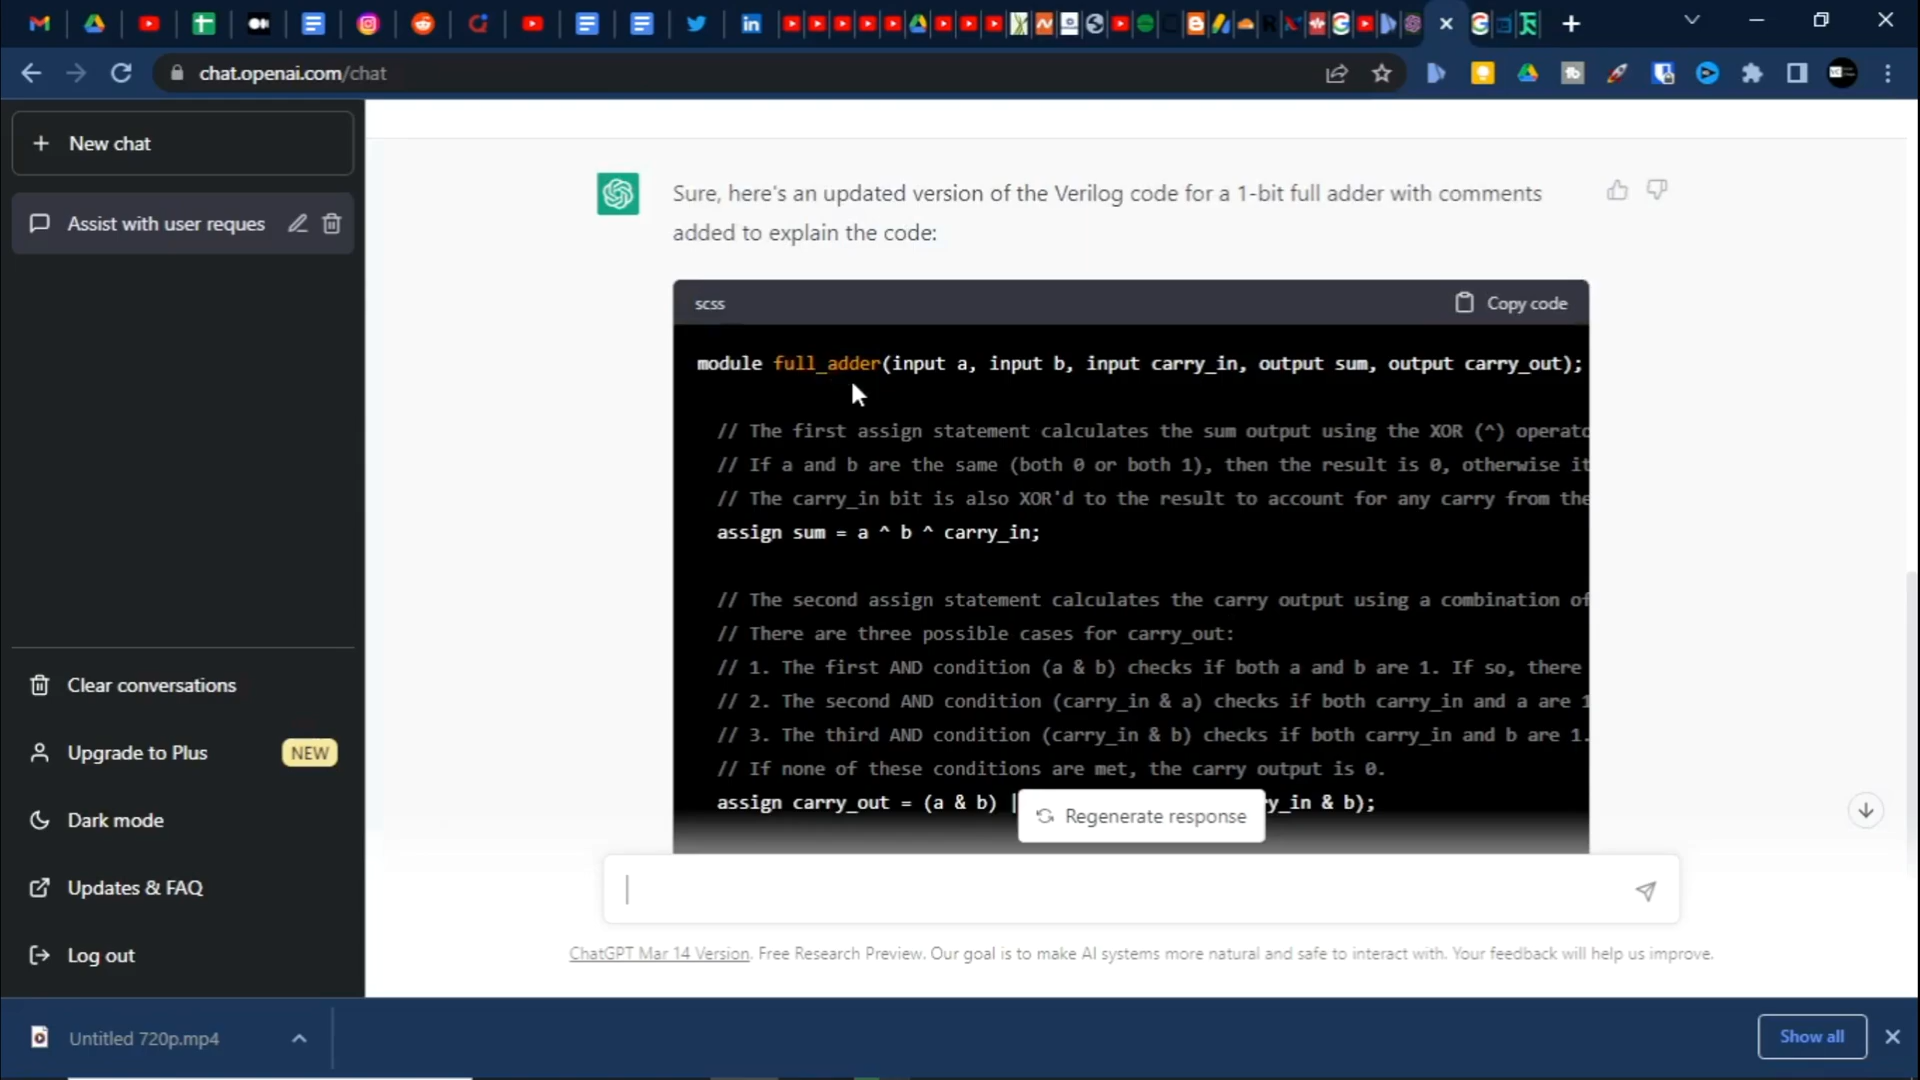 chat.openai.com/chat
New chat
Assist with user reques
Clear conversations
Upgrade to Plus NEW
Dark mode
Updates & FAQ
Log out
Sure, here's an updated version of the Verilog code for a 1-bit full adder with comments
added to explain the code:
scss Copy code
module full_adder(input a, input b, input carry_in, output sum, output carry_out);
// The first assign statement calculates the sum output using the XOR (^) operato
// If a and b are the same (both 0 or both 1), then the result is 0, otherwise it
// The carry_in bit is also XOR'd to the result to account for any carry from the
assign sum = a ^ b ^ carry_in;
// The second assign statement calculates the carry output using a combination of
// There are three possible cases for carry_out:
// 1. The first AND condition (a & b) checks if both a and b are 1. If so, there
// 2. The second AND condition (carry_in & a) checks if both carry_in and a are 1
// 3. The third AND condition (carry_in & b) checks if both carry_in and b are 1.
// If none of these conditions are met, the carry output is 0.
assign carry_out = (a & b) | y_in & b);
Regenerate response
ChatGPT Mar 14 Version. Free Research Preview. Our goal is to make AI systems more natural and safe to interact with. Your feedback will help us improve.
Untitled 720p.mp4
Show all